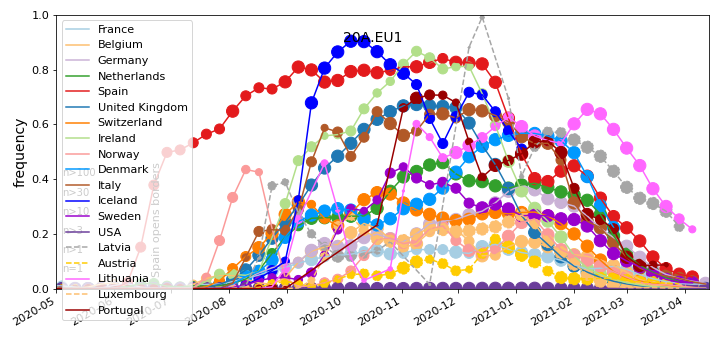 20A.EU1
frequency
1.0
0.8
0.6
0.4
0.2
0.0
France
Belgium
Germany
Netherlands
Spain
United Kingdom
Switzerland
Ireland
Norway
Denmark
Italy
Iceland
Sweden
USA
Latvia
Austria
Lithuania
Luxembourg
Portugal
n>100
n>30
n>10
n>3
n>1
n=1
Spain opens borders
2020-05
2020-06
2020-07
2020-08
2020-09
2020-10
2020-11
2020-12
2021-01
2021-02
2021-03
2021-04